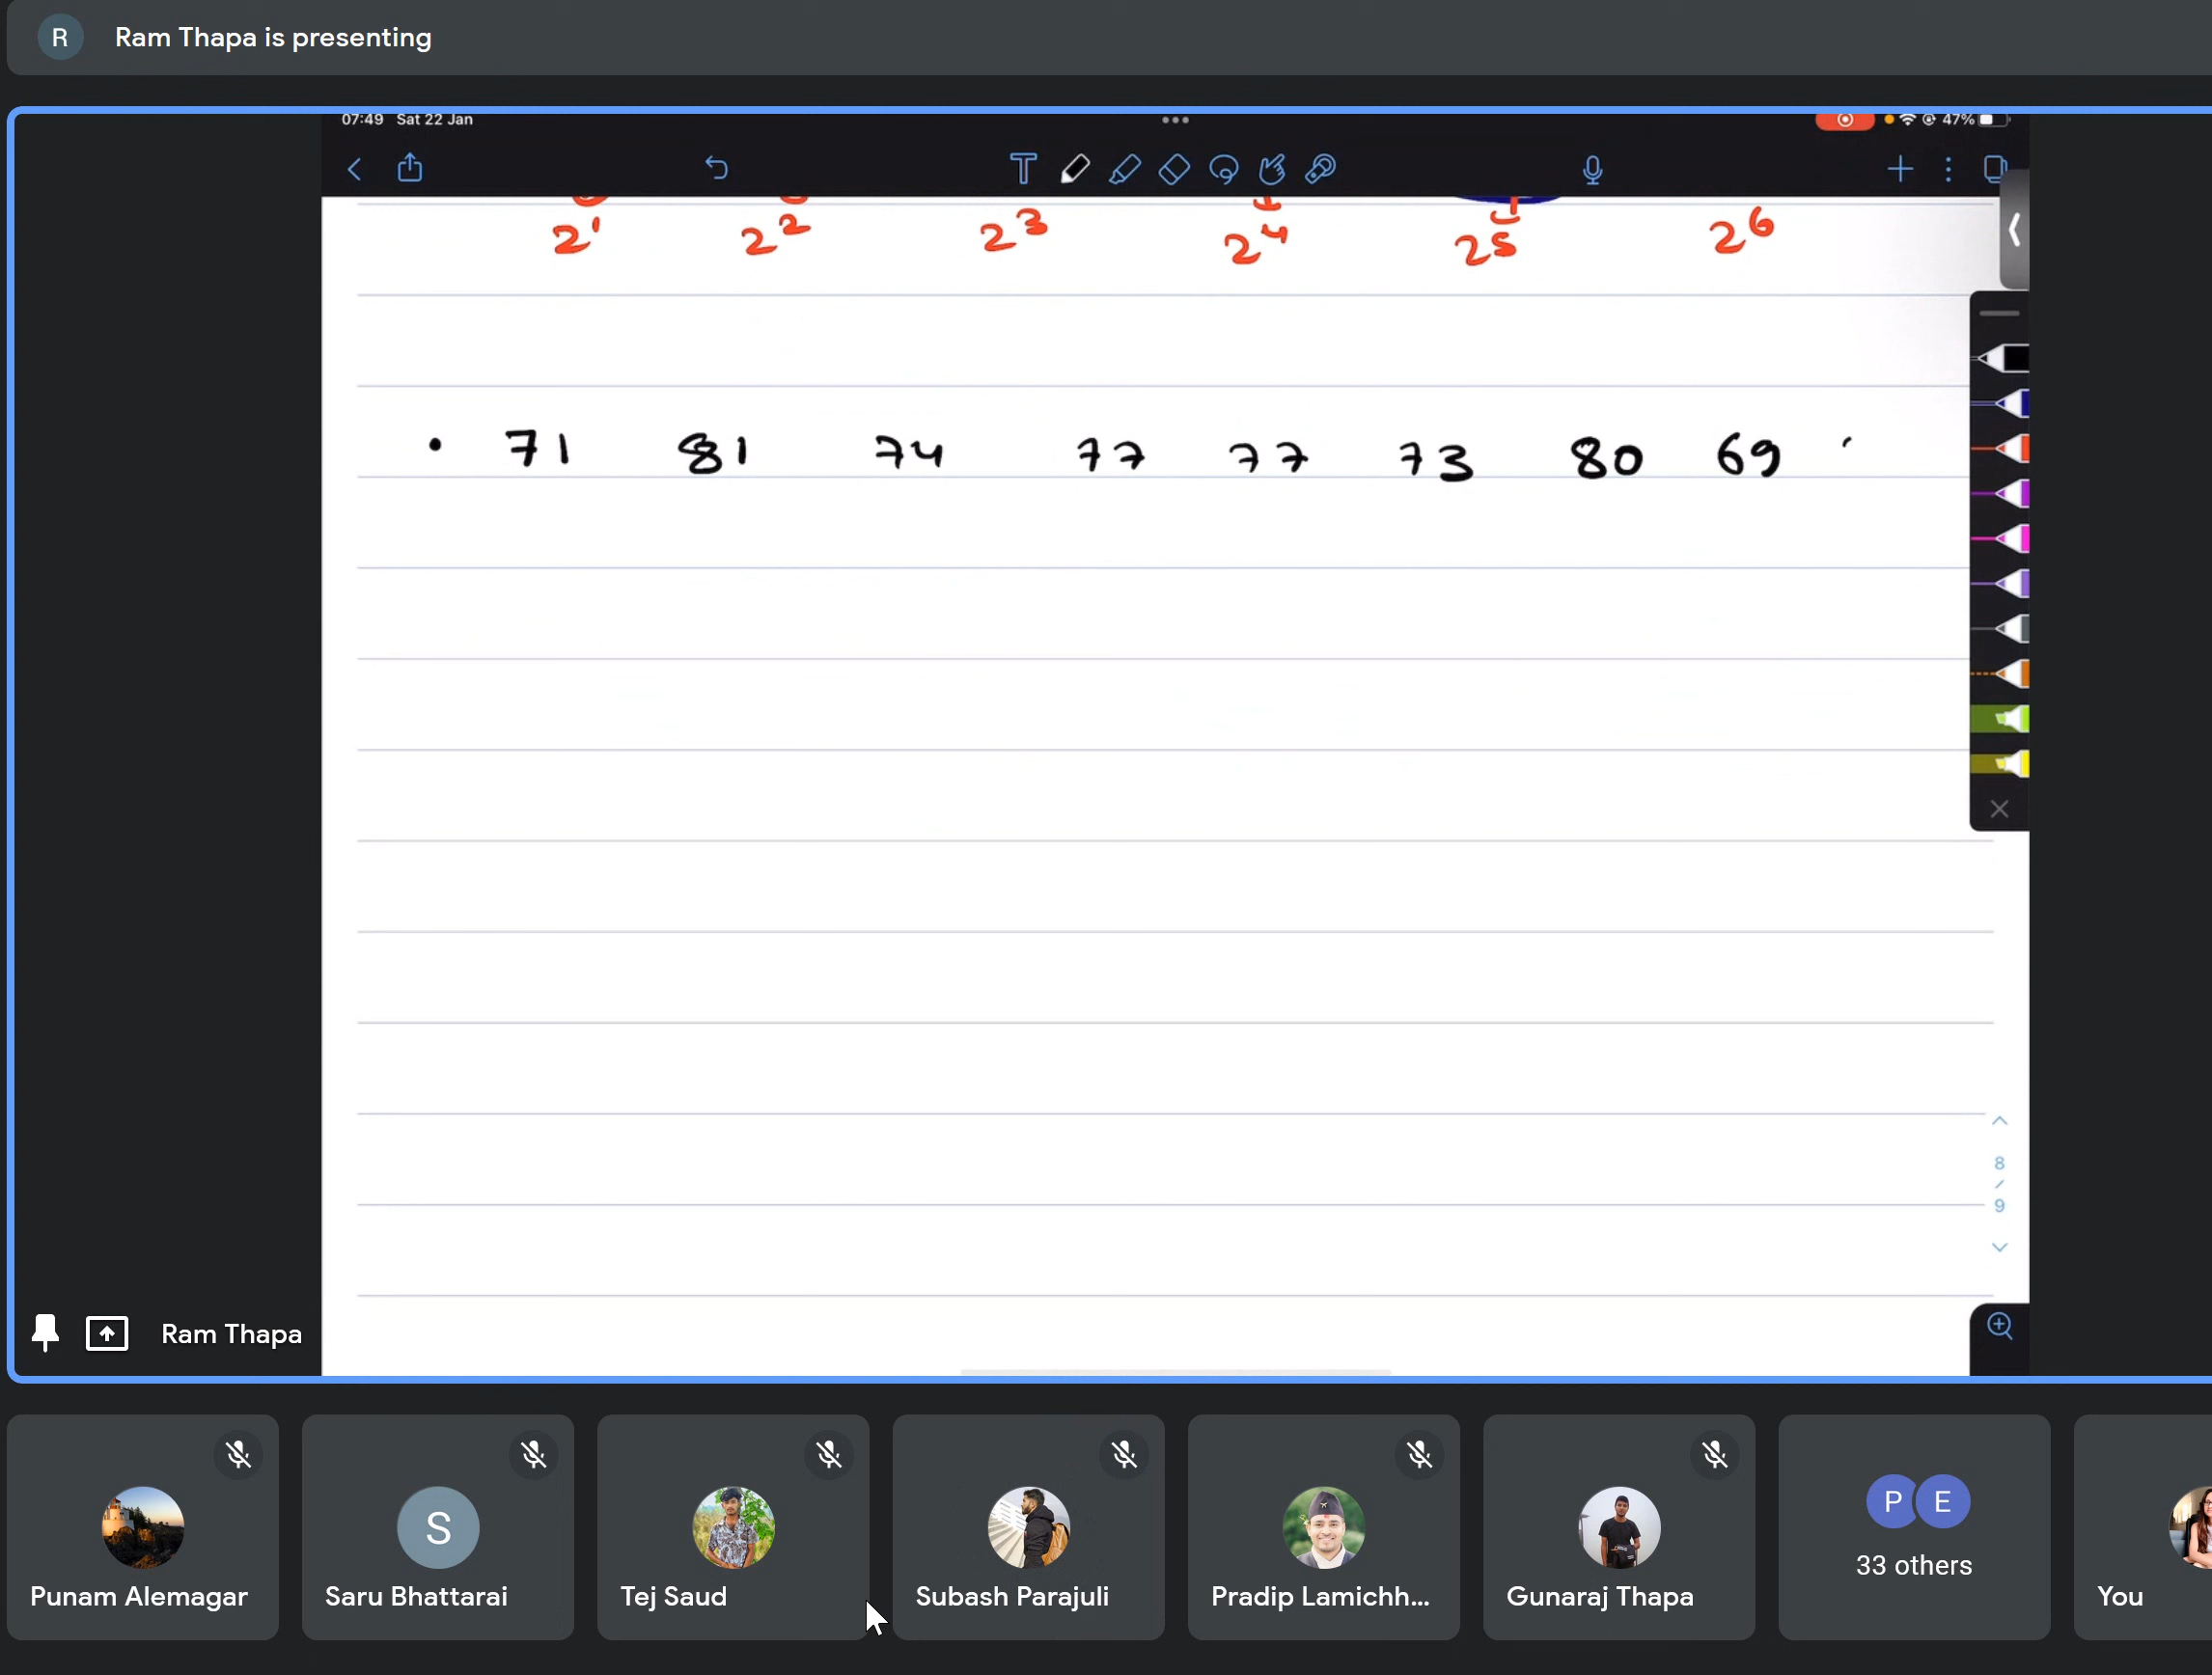 R Ram Thapa is presenting
07:49 Sat 22 Jan
47%
T
2¹ 2² 2³ 2⁴ 2⁵ 2⁶
• 71 81 74 77 77 73 80 69
8
/
9
Ram Thapa
S
P E
33 others
Punam Alemagar Saru Bhattarai Tej Saud Subash Parajuli Pradip Lamichh... Gunaraj Thapa You